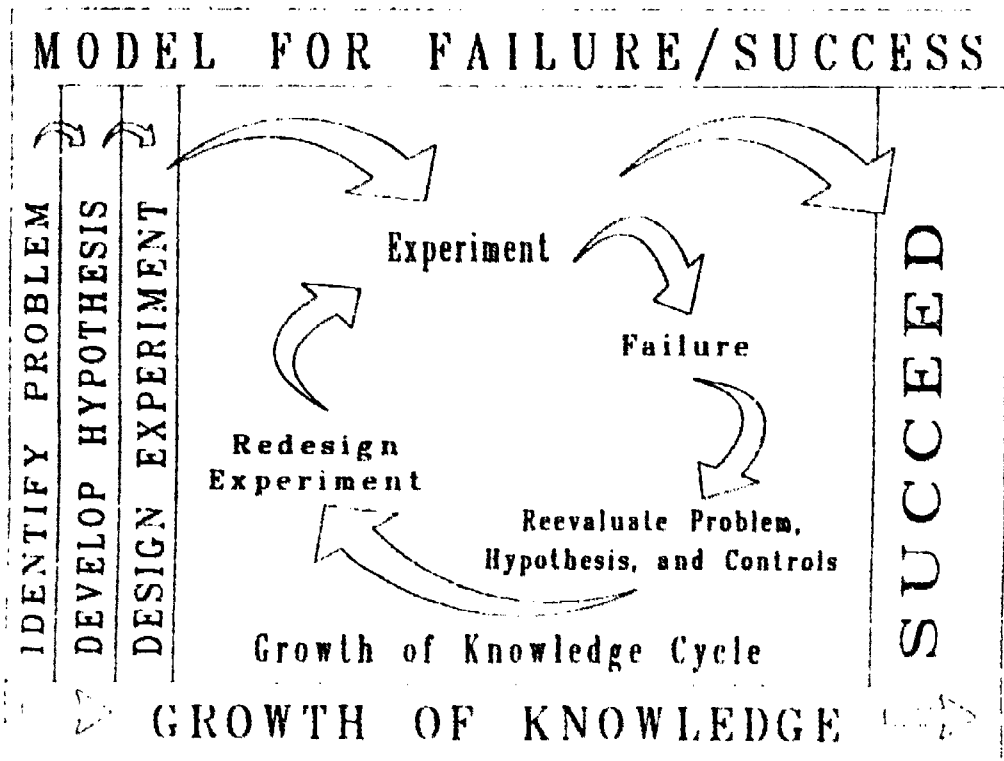 MODEL FOR FAILURE/SUCCESS
IDENTIFY PROBLEM
DEVELOP HYPOTHESIS
DESIGN EXPERIMENT
Experiment
Failure
Reevaluate Problem,
Hypothesis, and Controls
Redesign
Experiment
Growth of Knowledge Cycle
SUCCEED
GROWTH OF KNOWLEDGE